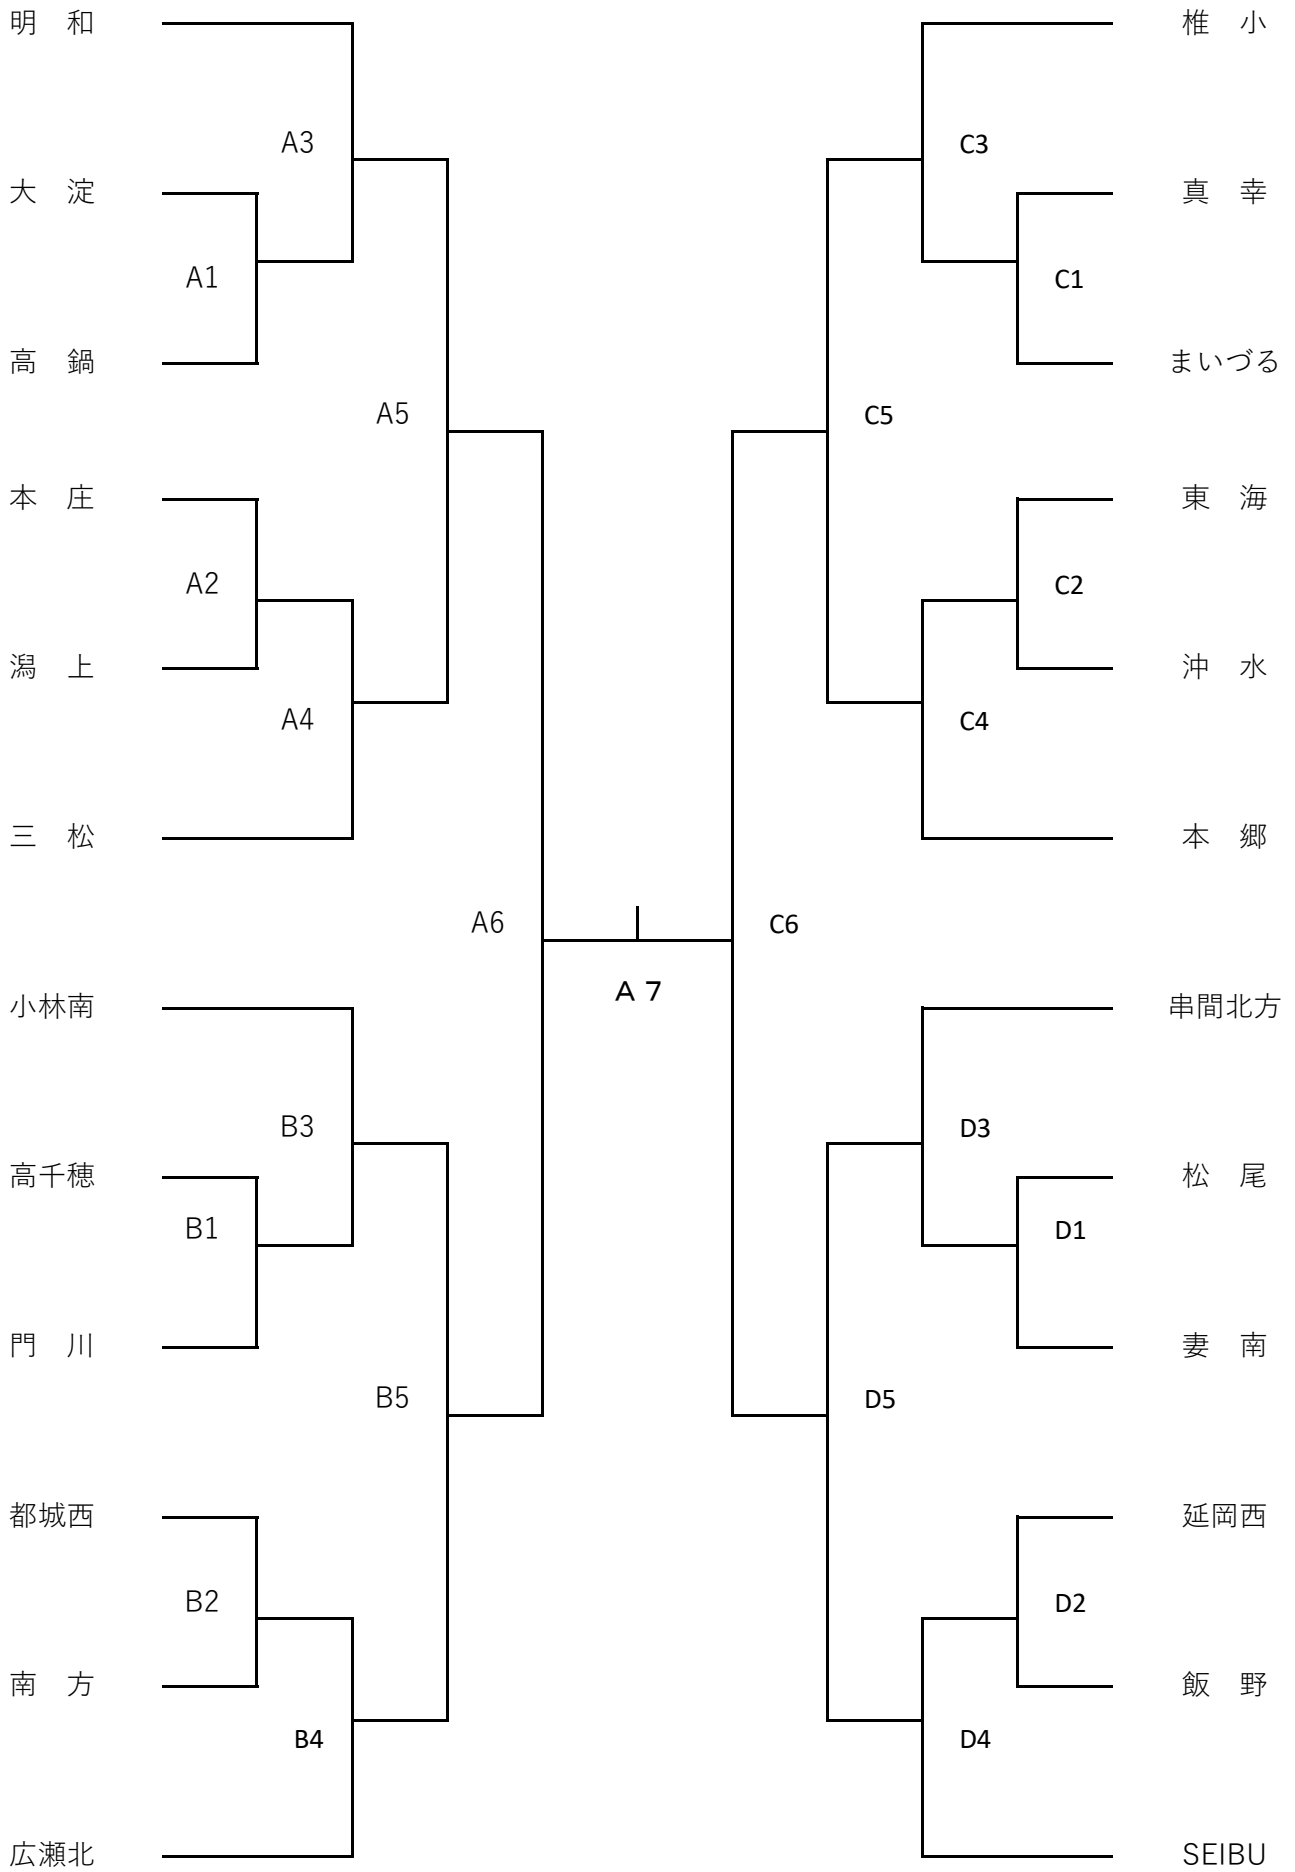 明　和
椎　小
A3
C3
大　淀
真　幸
A1
C1
高　鍋
まいづる
A5
C5
本　庄
東　海
A2
C2
潟　上
沖　水
A4
C4
三　松
本　郷
A6
C6
A 7
小林南
串間北方
B3
D3
高千穂
松　尾
B1
D1
門　川
妻　南
B5
D5
都城西
延岡西
B2
D2
南　方
飯　野
B4
D4
広瀬北
SEIBU